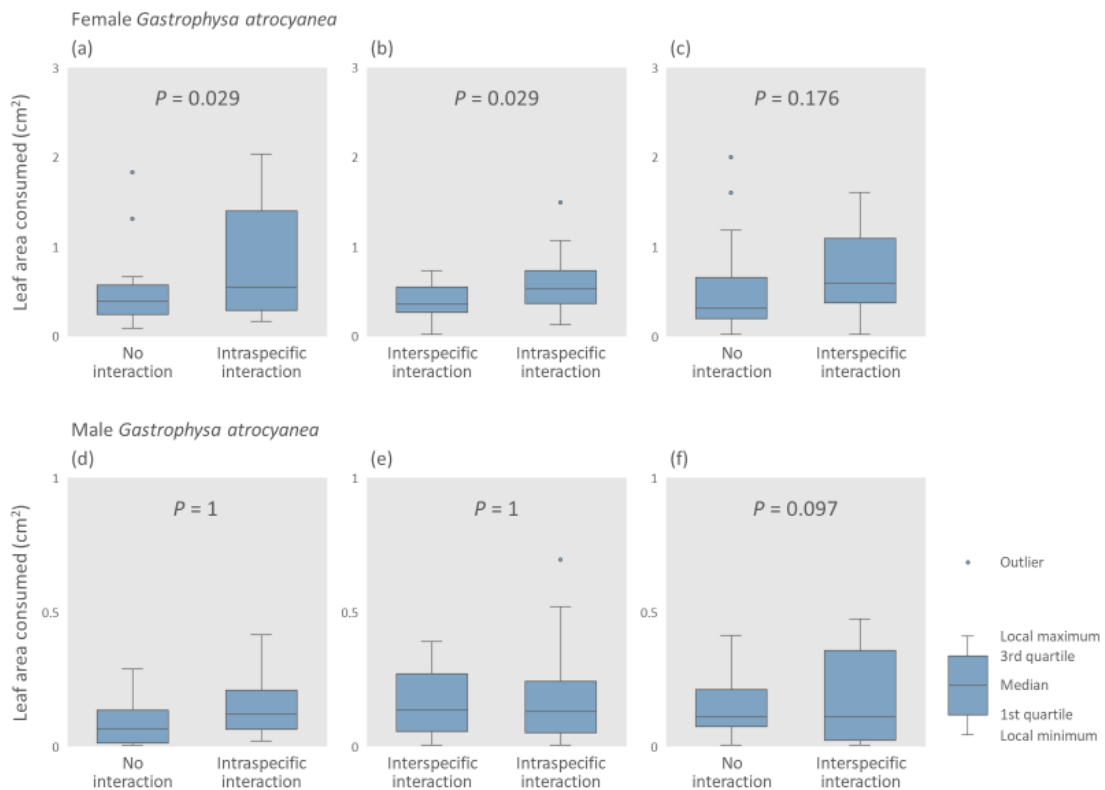 Female Gastrophysa atrocyanea
(a)
(b)
(c)
Leaf area consumed (cm²)
3
2
1
0
P = 0.029
No
interaction
Intraspecific
interaction
3
2
1
0
P = 0.029
Interspecific
interaction
Intraspecific
interaction
3
2
1
0
P = 0.176
No
interaction
Interspecific
interaction
Male Gastrophysa atrocyanea
(d)
(e)
(f)
Leaf area consumed (cm²)
1
0.5
0
P = 1
No
interaction
Intraspecific
interaction
1
0.5
0
P = 1
Interspecific
interaction
Intraspecific
interaction
1
0.5
0
P = 0.097
No
interaction
Interspecific
interaction
Outlier
Local maximum
3rd quartile
Median
1st quartile
Local minimum